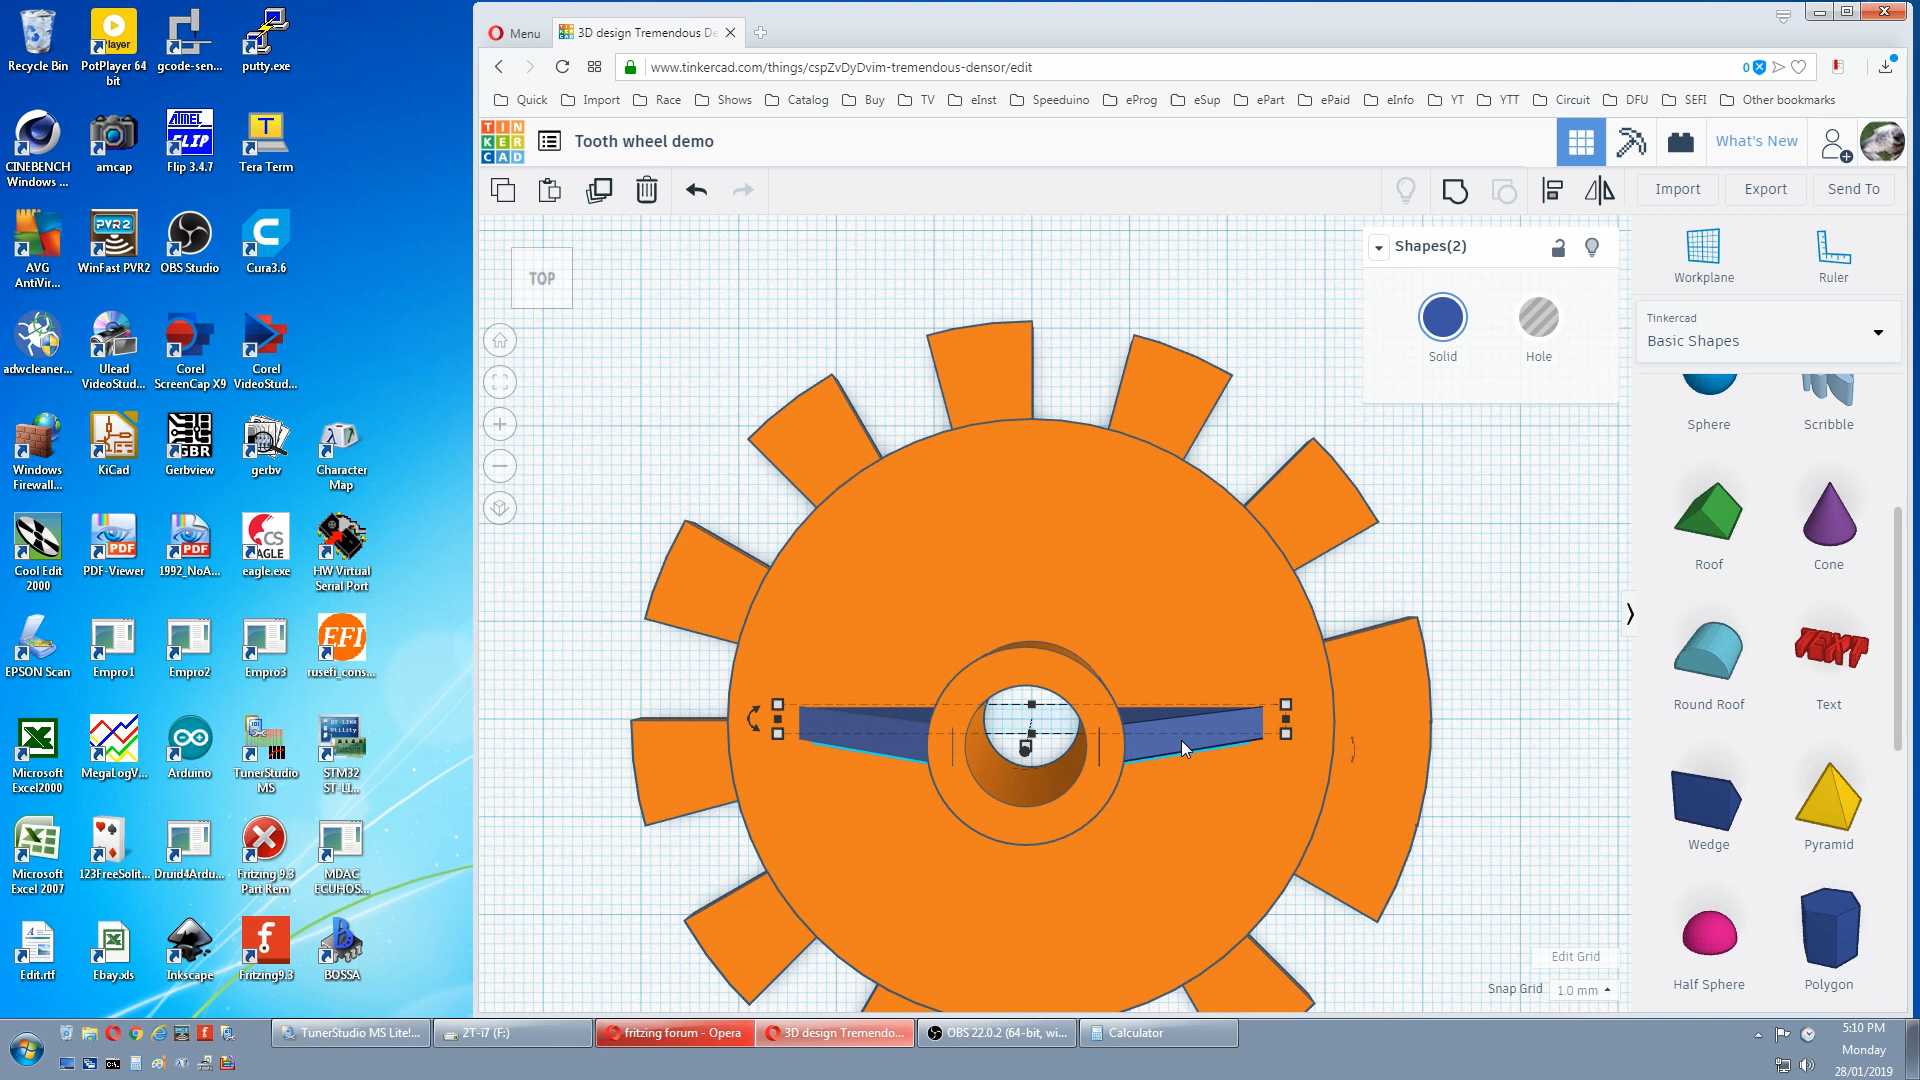 Recycle Bin
PotPlayer 64
bit
gcode-sen...
putty.exe
CINEBENCH
Windows ...
amcap
Flip 3.4.7
Tera Term
AVG
AntiVir...
WinFast PVR2
OBS Studio
Cura3.6
adwcleaner...
Ulead
VideoStud...
Corel
ScreenCap X9
Corel
VideoStud...
Windows
Firewall...
KiCad
Gerbview
gerbv
Character
Map
Cool Edit
2000
PDF-Viewer
1992_NoA...
eagle.exe
HW Virtual
Serial Port
EPSON Scan
Empro1
Empro2
Empro3
rusefi_cons...
Microsoft
Excel2000
MegaLogV...
Arduino
TunerStudio
MS
STM32
ST-LI...
Microsoft
Excel 2007
123FreeSolit...
Druid4Ardu...
Fritzing 9.3
Part Rem
MDAC
ECUHOS...
Edit.rtf
Ebay.xls
Inkscape
Fritzing9.3
BOSSA
Menu
3D design Tremendous De
www.tinkercad.com/things/cspZvDyDvim-tremendous-densor/edit
0
Quick
Import
Race
Shows
Catalog
Buy
TV
eInst
Speeduino
eProg
eSup
ePart
ePaid
eInfo
YT
YTT
Circuit
DFU
SEFI
Other bookmarks
TIN
KER
CAD
Tooth wheel demo
What's New
Import
Export
Send To
TOP
Shapes(2)
Solid
Hole
Workplane
Ruler
Tinkercad
Basic Shapes
Sphere
Scribble
Roof
Cone
Round Roof
Text
Wedge
Pyramid
Half Sphere
Polygon
Edit Grid
Snap Grid
1.0 mm
TunerStudio MS Lite!...
2T-i7 (F:)
fritzing forum - Opera
3D design Tremendo...
OBS 22.0.2 (64-bit, wi...
Calculator
5:10 PM
Monday
28/01/2019